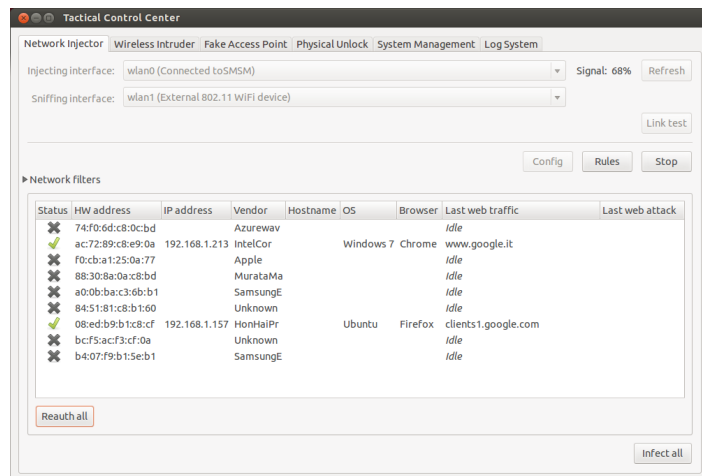 Tactical Control Center
Network Injector Wireless Intruder Fake Access Point Physical Unlock System Management Log System
Injecting interface: wlan0 (Connected toSMSM) Signal: 68% Refresh
Sniffing interface: wlan1 (External 802.11 WiFi device)
Link test
Config Rules Stop
Network filters
Status HW address IP address Vendor Hostname OS Browser Last web traffic Last web attack
74:f0:6d:c8:0c:bd Azurewav Idle
ac:72:89:c8:e9:0a 192.168.1.213 IntelCor Windows 7 Chrome www.google.it
f0:cb:a1:25:0a:77 Apple Idle
88:30:8a:0a:c8:bd MurataMa Idle
a0:0b:ba:c3:6b:b1 SamsungE Idle
84:51:81:c8:b1:60 Unknown Idle
08:ed:b9:b1:c8:cf 192.168.1.157 HonHaiPr Ubuntu Firefox clients1.google.com
bc:f5:ac:f3:cf:0a Unknown Idle
b4:07:f9:b1:5e:b1 SamsungE Idle
Reauth all
Infect all